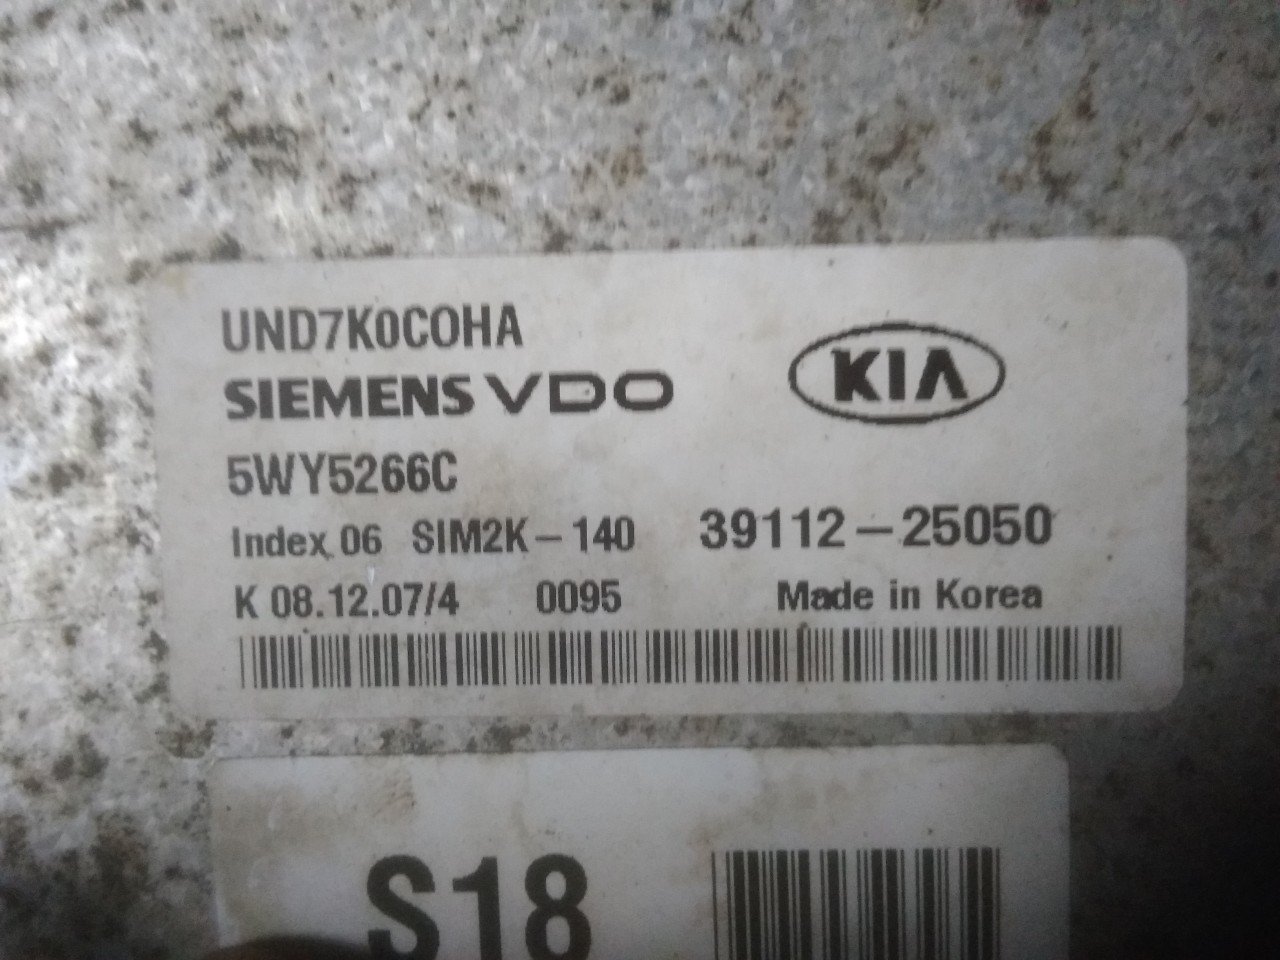 UND7K0C0HA
SIEMENS VDO
KIA
5WY5266C
Index 06 SIM2K-140 39112-25050
K 08.12.07/4 0095 Made in Korea
S18